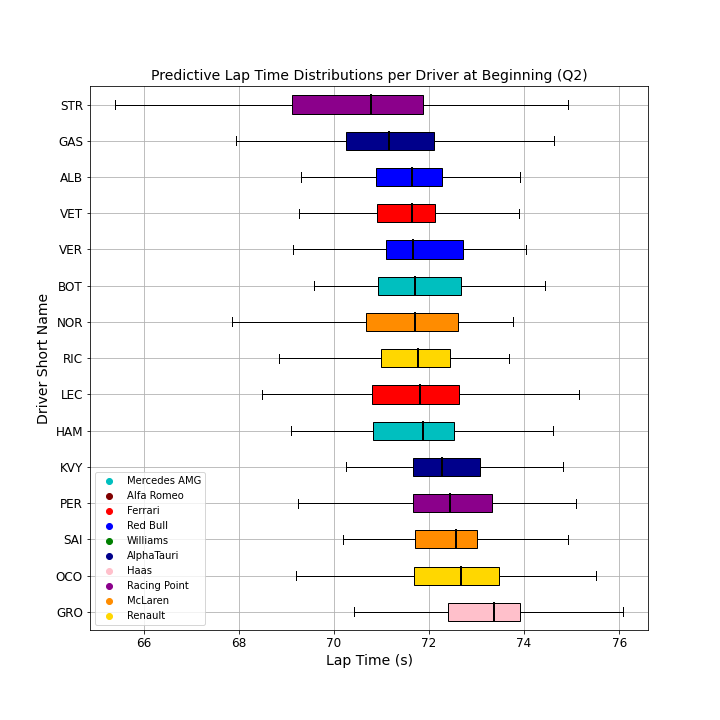 Predictive Lap Time Distributions per Driver at Beginning (Q2)
STR
GAS
ALB
VET
VER
BOT
NOR
RIC
LEC
HAM
KVY
PER
SAI
OCO
GRO
Driver Short Name
Mercedes AMG
Alfa Romeo
Ferrari
Red Bull
Williams
AlphaTauri
Haas
Racing Point
McLaren
Renault
66 68 70 72 74 76
Lap Time (s)